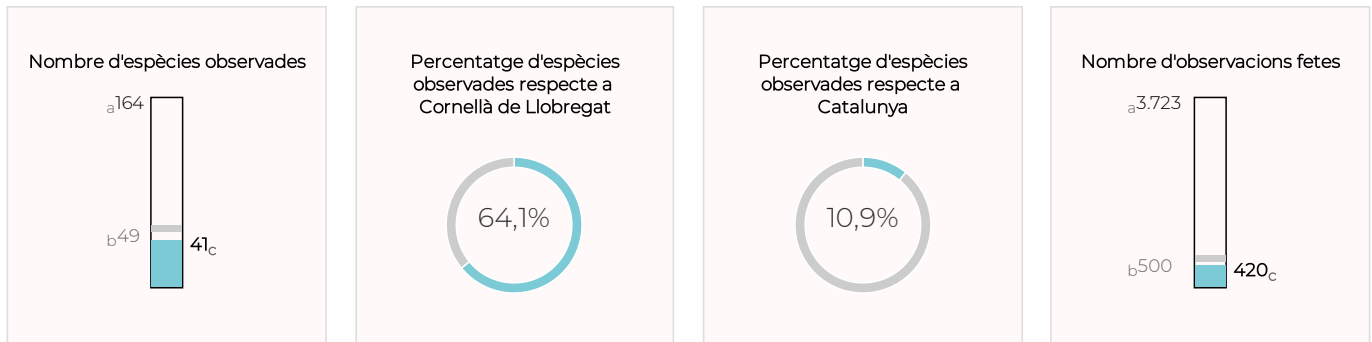 Nombre d'espècies observades
a164
b49
41c
Percentatge d'espècies
observades respecte a
Cornellà de Llobregat
64,1%
Percentatge d'espècies
observades respecte a
Catalunya
10,9%
Nombre d'observacions fetes
a3.723
b500
420c